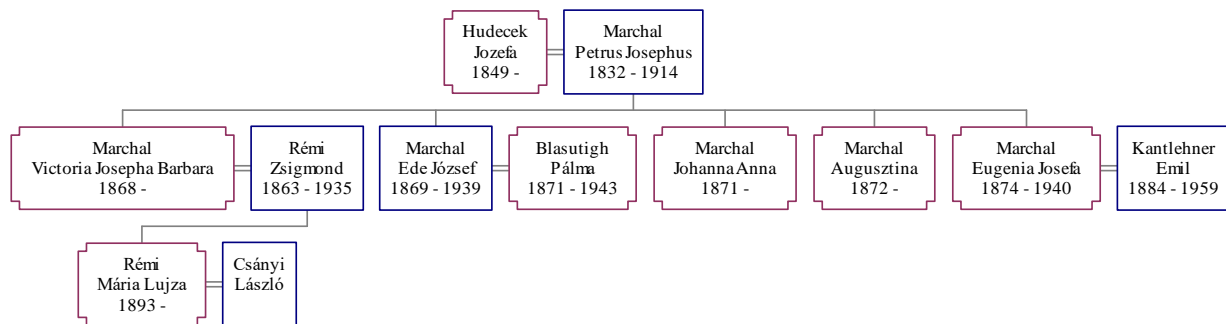 Hudecek
Jozefa
1849 -
Marchal
Petrus Josephus
1832 - 1914
Marchal
Victoria Josepha Barbara
1868 -
Rémi
Zsigmond
1863 - 1935
Marchal
Ede József
1869 - 1939
Blasutigh
Pálma
1871 - 1943
Marchal
Johanna Anna
1871 -
Marchal
Augusztina
1872 -
Marchal
Eugenia Josefa
1874 - 1940
Kantlehner
Emil
1884 - 1959
Rémi
Mária Lujza
1893 -
Csányi
László